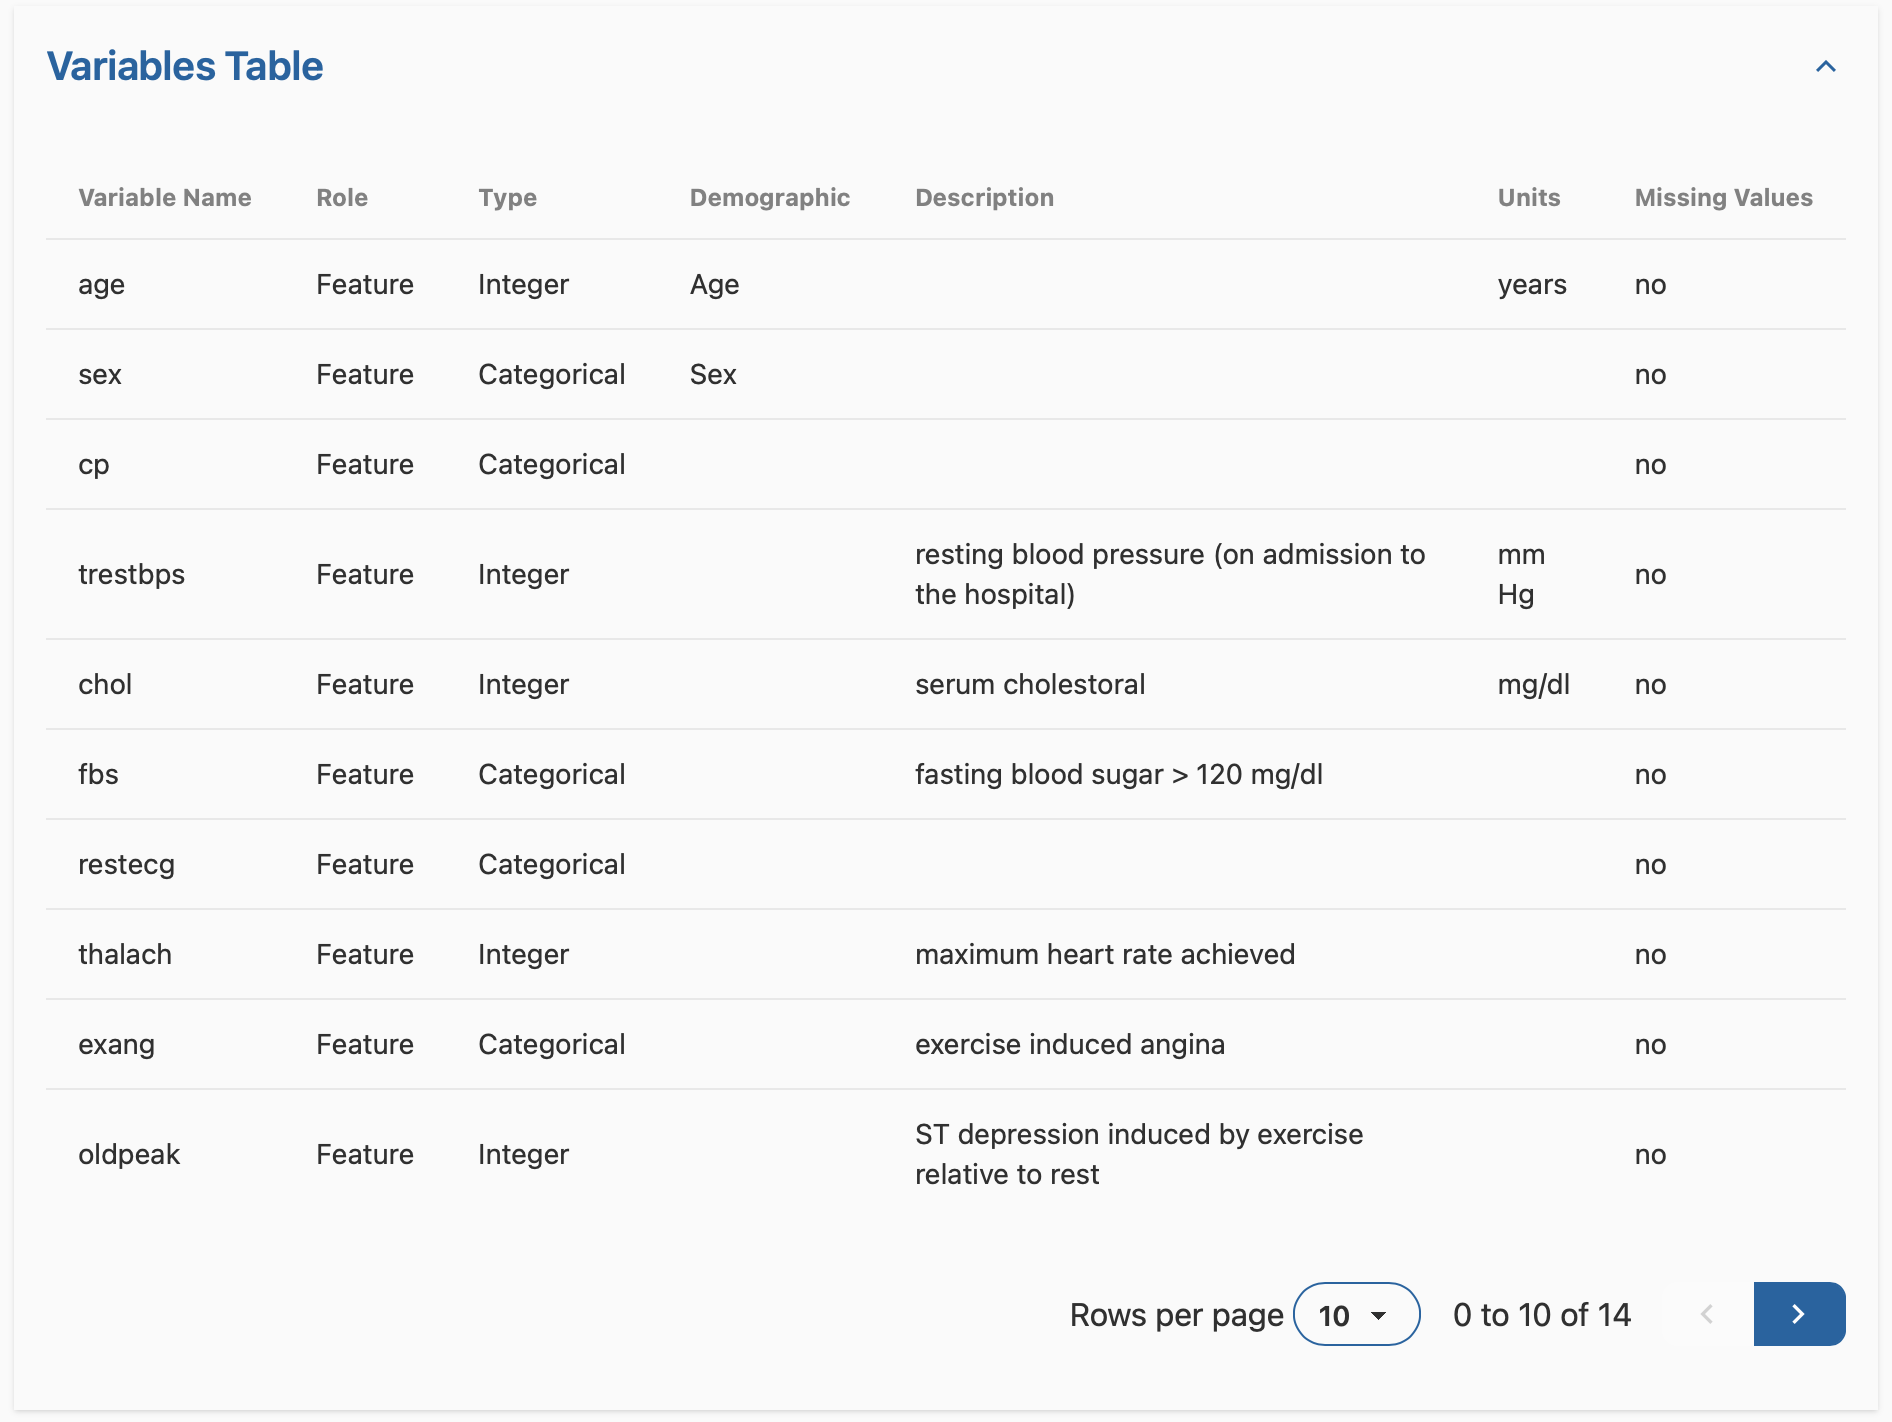 Variables Table
Variable Name Role Type Demographic Description Units Missing Values
age Feature Integer Age years no
sex Feature Categorical Sex no
cp Feature Categorical no
trestbps Feature Integer resting blood pressure (on admission to the hospital) mm Hg no
chol Feature Integer serum cholestoral mg/dl no
fbs Feature Categorical fasting blood sugar > 120 mg/dl no
restecg Feature Categorical no
thalach Feature Integer maximum heart rate achieved no
exang Feature Categorical exercise induced angina no
oldpeak Feature Integer ST depression induced by exercise relative to rest no
Rows per page 10 0 to 10 of 14